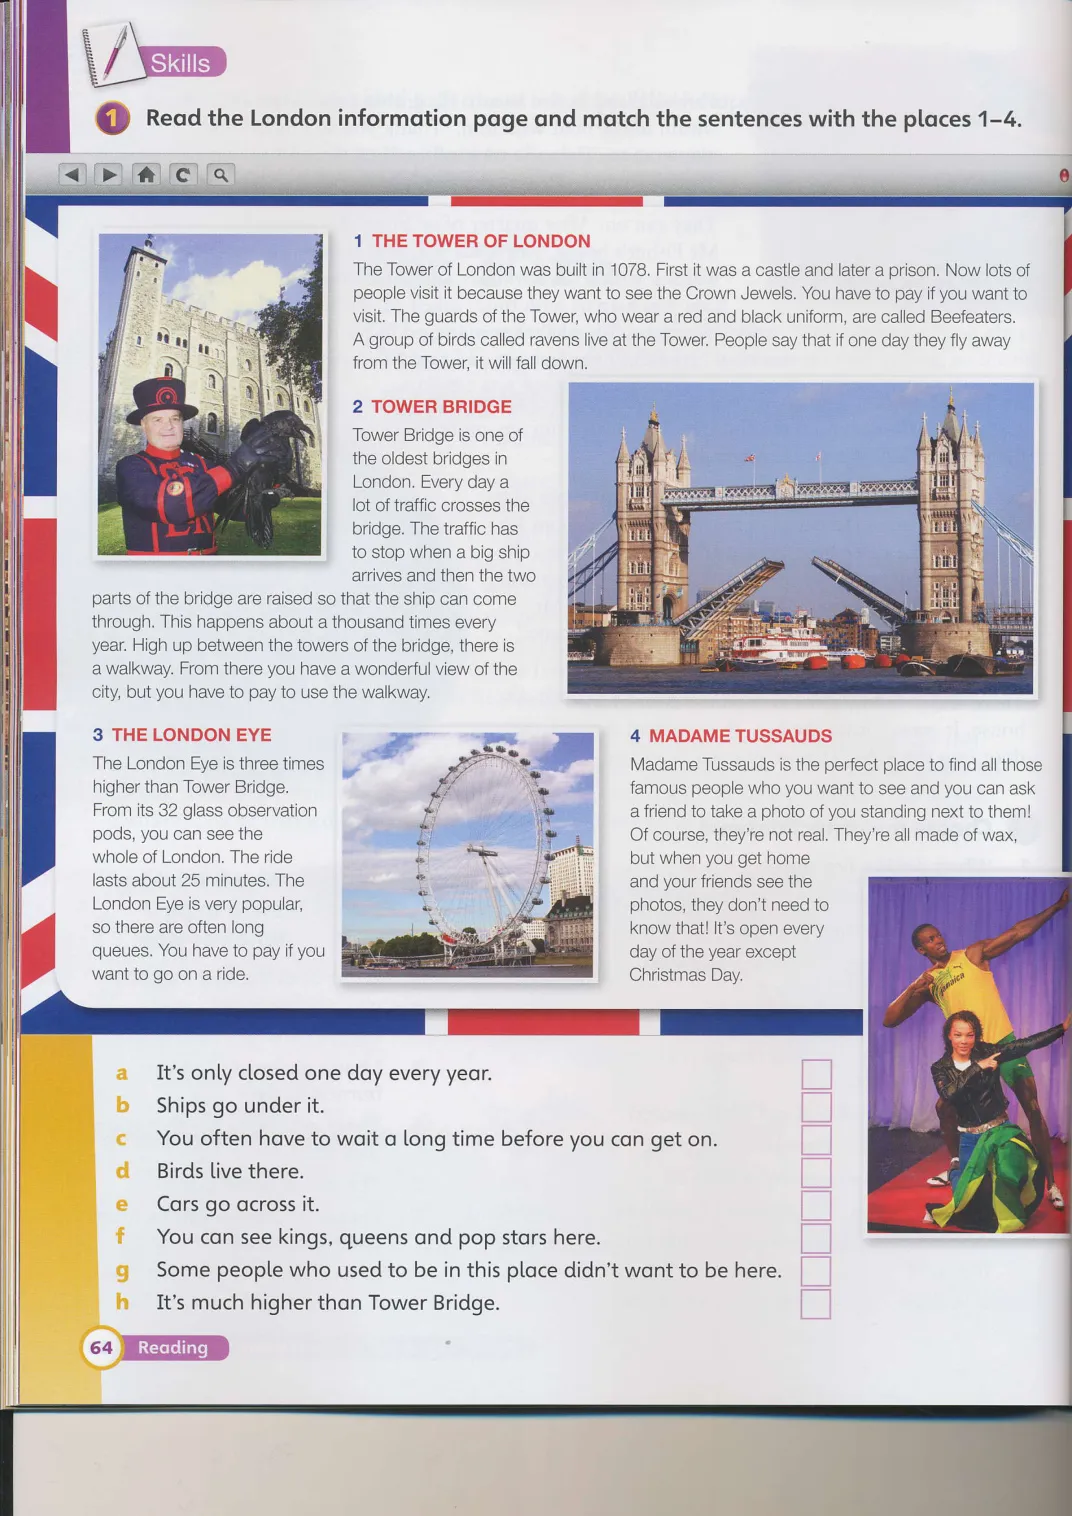 Skills
1 Read the London information page and match the sentences with the places 1–4.
1 THE TOWER OF LONDON
The Tower of London was built in 1078. First it was a castle and later a prison. Now lots of
people visit it because they want to see the Crown Jewels. You have to pay if you want to
visit. The guards of the Tower, who wear a red and black uniform, are called Beefeaters.
A group of birds called ravens live at the Tower. People say that if one day they fly away
from the Tower, it will fall down.
2 TOWER BRIDGE
Tower Bridge is one of
the oldest bridges in
London. Every day a
lot of traffic crosses the
bridge. The traffic has
to stop when a big ship
arrives and then the two
parts of the bridge are raised so that the ship can come
through. This happens about a thousand times every
year. High up between the towers of the bridge, there is
a walkway. From there you have a wonderful view of the
city, but you have to pay to use the walkway.
3 THE LONDON EYE
The London Eye is three times
higher than Tower Bridge.
From its 32 glass observation
pods, you can see the
whole of London. The ride
lasts about 25 minutes. The
London Eye is very popular,
so there are often long
queues. You have to pay if you
want to go on a ride.
4 MADAME TUSSAUDS
Madame Tussauds is the perfect place to find all those
famous people who you want to see and you can ask
a friend to take a photo of you standing next to them!
Of course, they're not real. They're all made of wax,
but when you get home
and your friends see the
photos, they don't need to
know that! It's open every
day of the year except
Christmas Day.
Jamaica
a It's only closed one day every year.
b Ships go under it.
c You often have to wait a long time before you can get on.
d Birds live there.
e Cars go across it.
f You can see kings, queens and pop stars here.
g Some people who used to be in this place didn't want to be here.
h It's much higher than Tower Bridge.
64 Reading